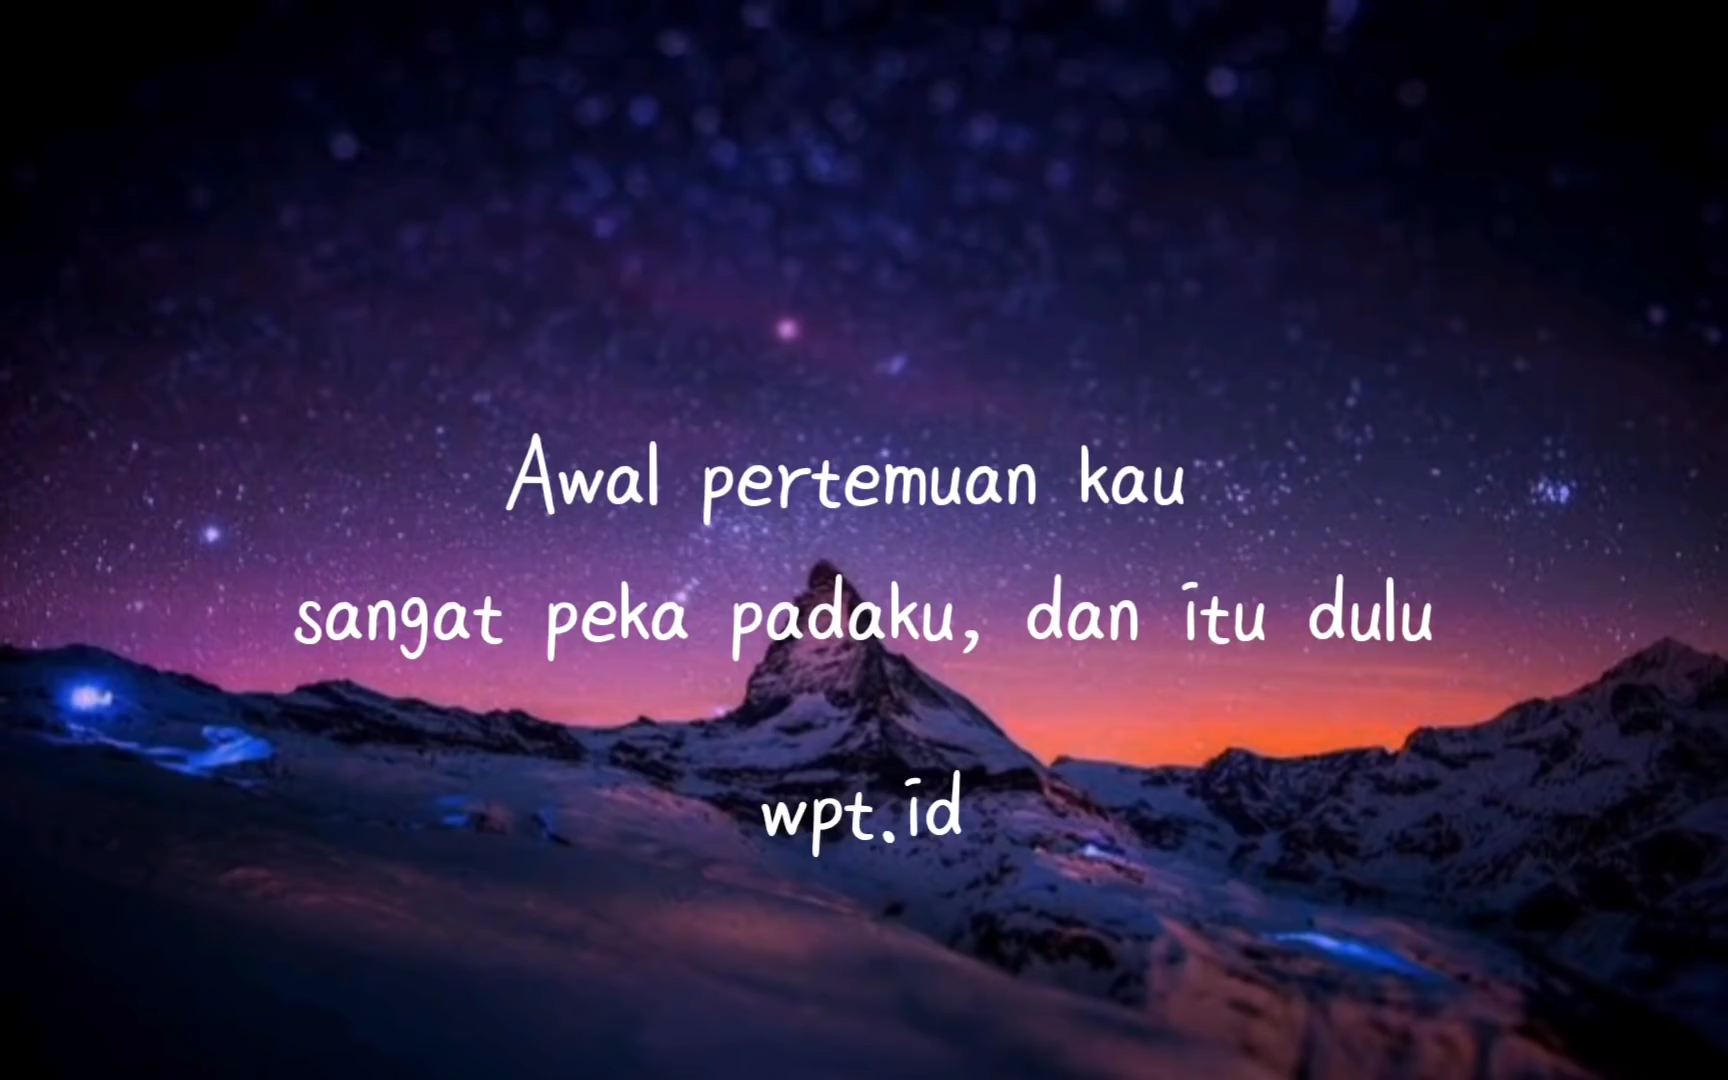 Awal pertemuan kau
sangat peka padaku, dan itu dulu
wpt.id